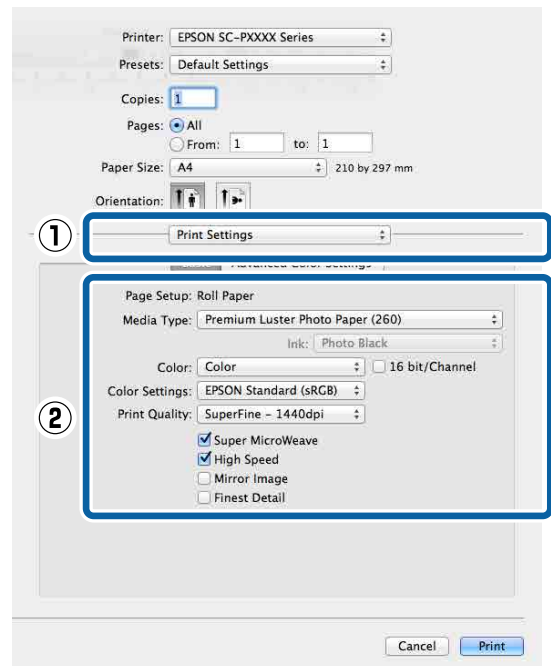 Printer: EPSON SC-PXXXX Series
Presets: Default Settings
Copies: 1
Pages: All
From: 1 to: 1
Paper Size: A4 210 by 297 mm
Orientation:
1 Print Settings
Advanced Color Settings
Page Setup: Roll Paper
Media Type: Premium Luster Photo Paper (260)
Ink: Photo Black
Color: Color 16 bit/Channel
Color Settings: EPSON Standard (sRGB)
2 Print Quality: SuperFine - 1440dpi
Super MicroWeave
High Speed
Mirror Image
Finest Detail
Cancel Print